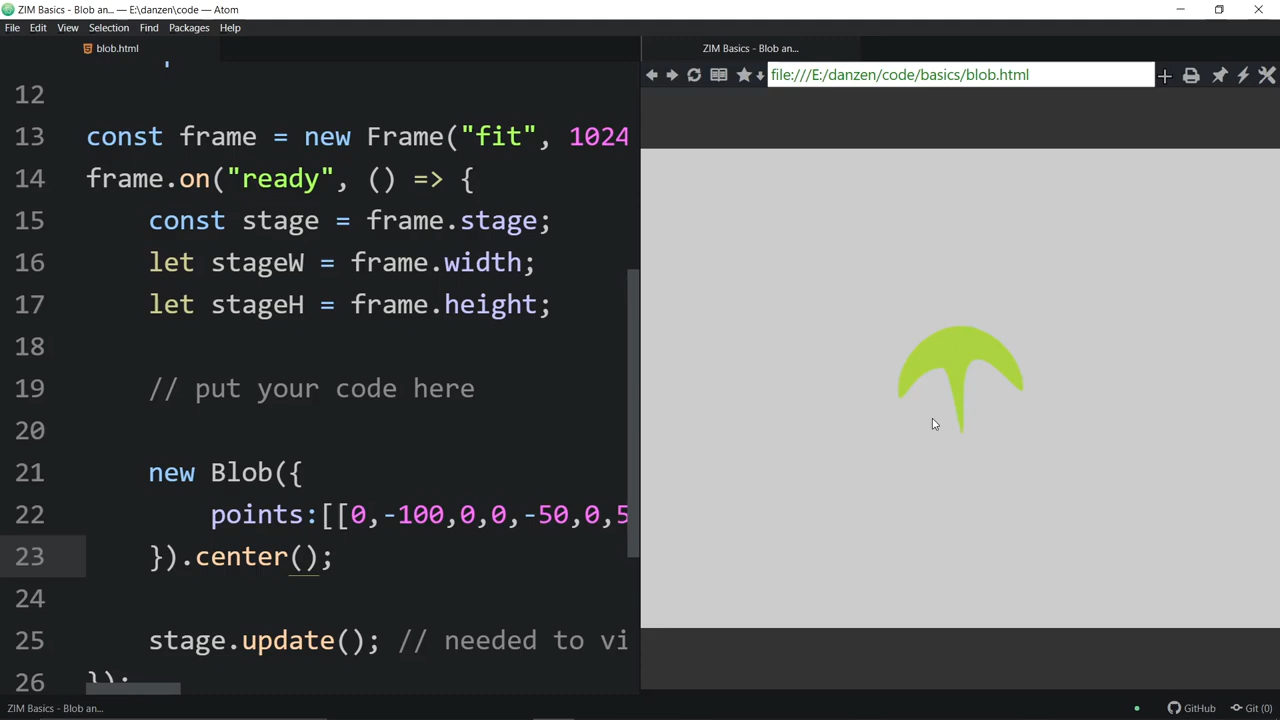 ZIM Basics - Blob an... — E:\danzen\code — Atom
File Edit View Selection Find Packages Help
blob.html
ZIM Basics - Blob an...
file:///E:/danzen/code/basics/blob.html
12
13 const frame = new Frame("fit", 1024
14 frame.on("ready", () => {
15 const stage = frame.stage;
16 let stageW = frame.width;
17 let stageH = frame.height;
18
19 // put your code here
20
21 new Blob({
22 points:[[0,-100,0,0,-50,0,5
23 }).center();
24
25 stage.update(); // needed to vi
26 });
ZIM Basics - Blob an...
GitHub Git (0)